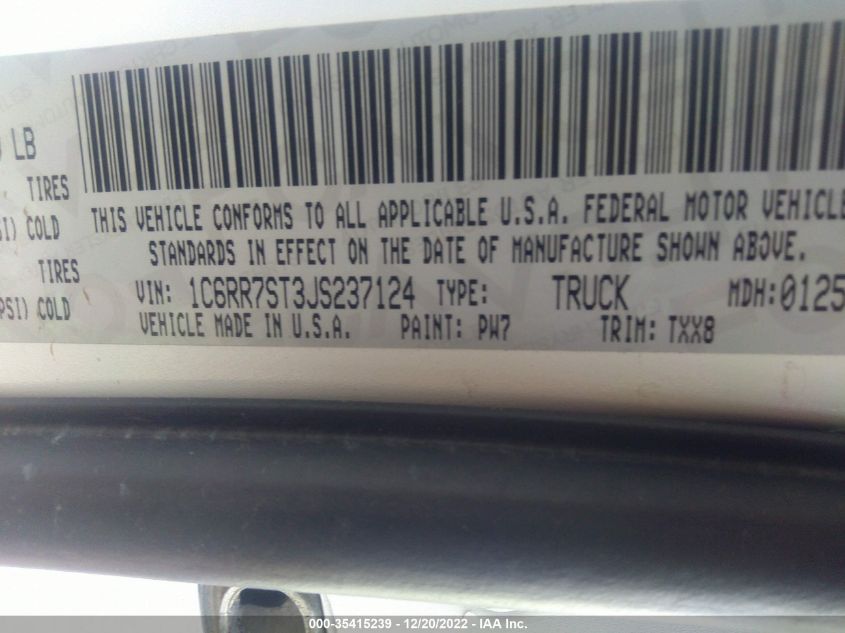 LB
TIRES
COLD
TIRES
PSI) COLD
THIS VEHICLE CONFORMS TO ALL APPLICABLE U.S.A. FEDERAL MOTOR VEHICLE
STANDARDS IN EFFECT ON THE DATE OF MANUFACTURE SHOWN ABOVE.
VIN: 1C6RR7ST3JS237124 TYPE: TRUCK MDH:0125
VEHICLE MADE IN U.S.A. PAINT: PW7 TRIM: TXX8
000-35415239 - 12/20/2022 - IAA Inc.